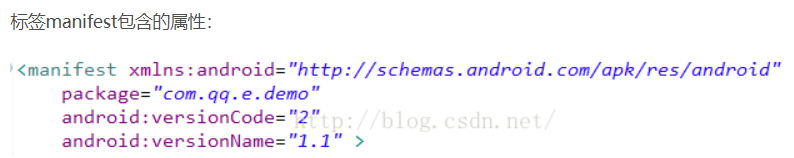 标签manifest包含的属性：
<manifest xmlns:android="http://schemas.android.com/apk/res/android"
package="com.qq.e.demo"
android:versionCode="2"
http://blog.csdn.net/
android:versionName="1.1" >